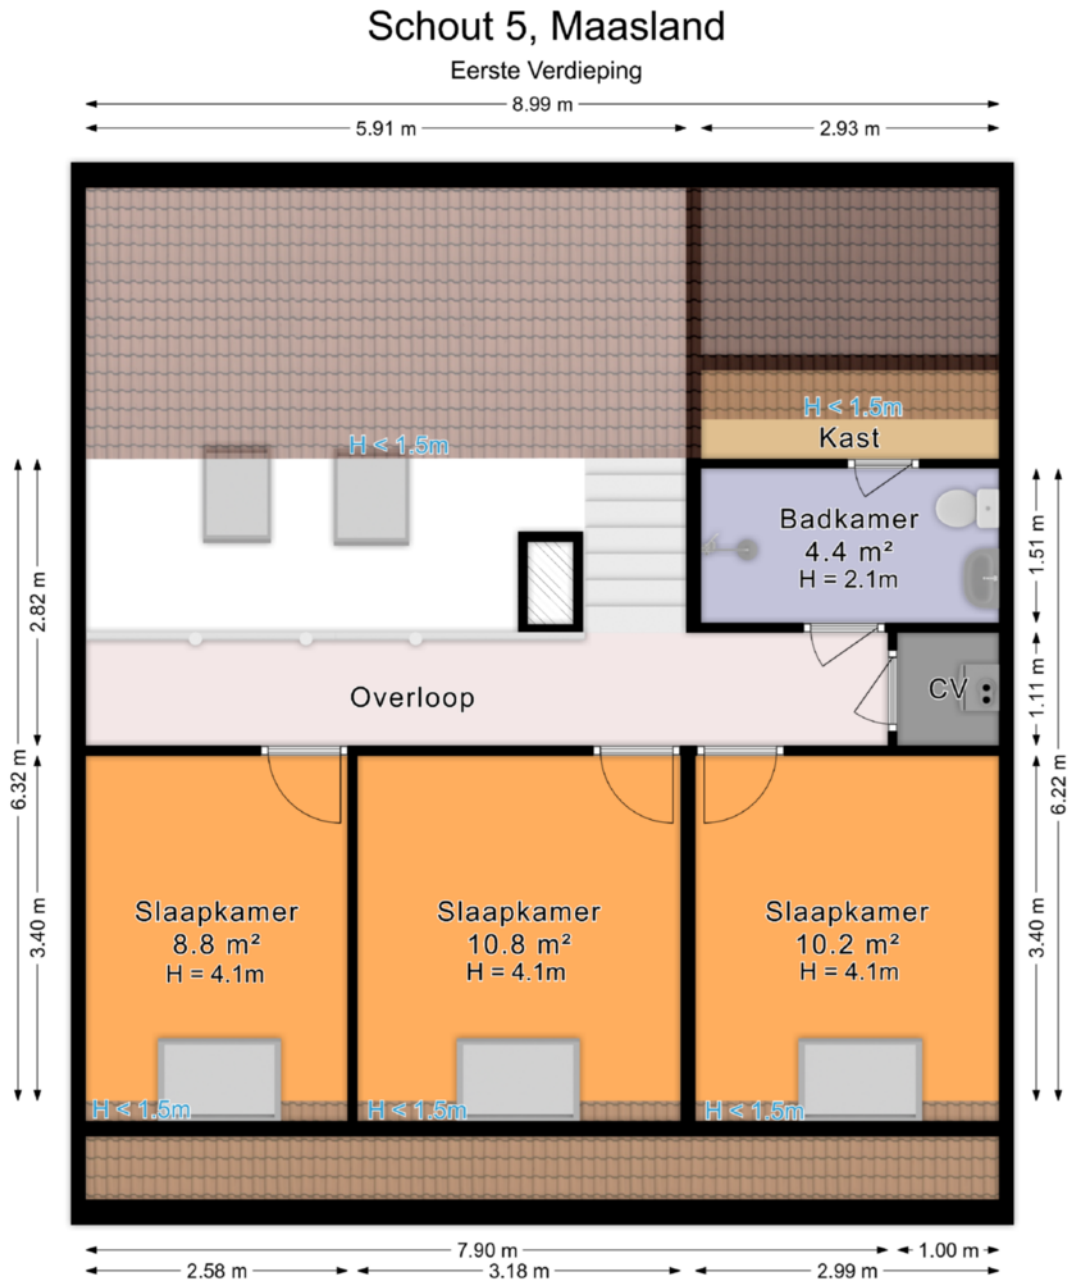 Schout 5, Maasland
Eerste Verdieping
8.99 m
5.91 m
2.93 m
H < 1.5m
Kast
H < 1.5m
Badkamer
4.4 m²
H = 2.1m
1.51 m
2.82 m
Overloop
CV
1.11 m
6.32 m
6.22 m
Slaapkamer
8.8 m²
H = 4.1m
Slaapkamer
10.8 m²
H = 4.1m
Slaapkamer
10.2 m²
H = 4.1m
3.40 m
3.40 m
H < 1.5m
H < 1.5m
H < 1.5m
7.90 m
1.00 m
2.58 m
3.18 m
2.99 m